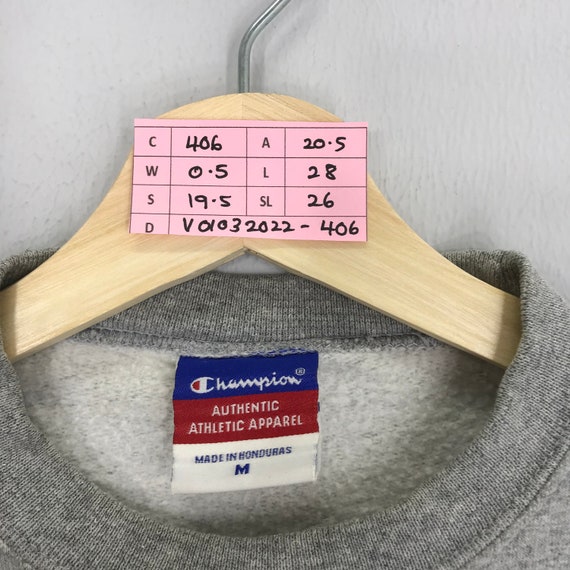 C 406 A 20.5
W 0.5 L 28
S 19.5 SL 26
D V01032022-406
Champion®
AUTHENTIC
ATHLETIC APPAREL
MADE IN HONDURAS
M